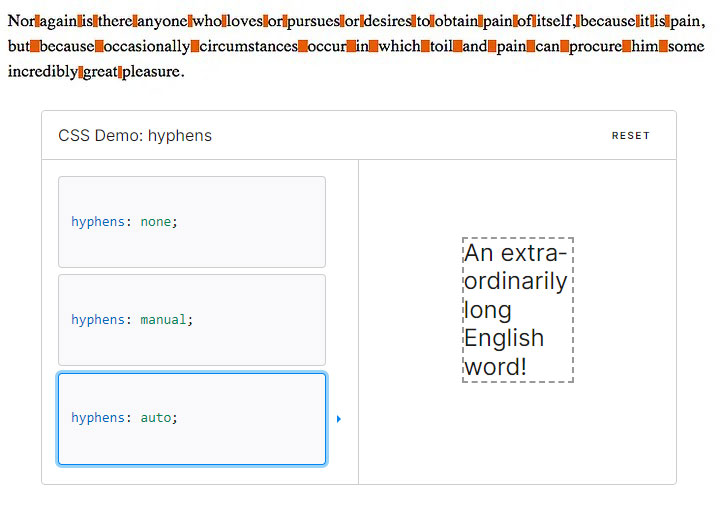 Nor again is there anyone who loves or pursues or desires to obtain pain of itself, because it is pain,
but because occasionally circumstances occur in which toil and pain can procure him some
incredibly great pleasure.
CSS Demo: hyphens
RESET
hyphens: none;
hyphens: manual;
hyphens: auto;
An extra-
ordinarily
long
English
word!